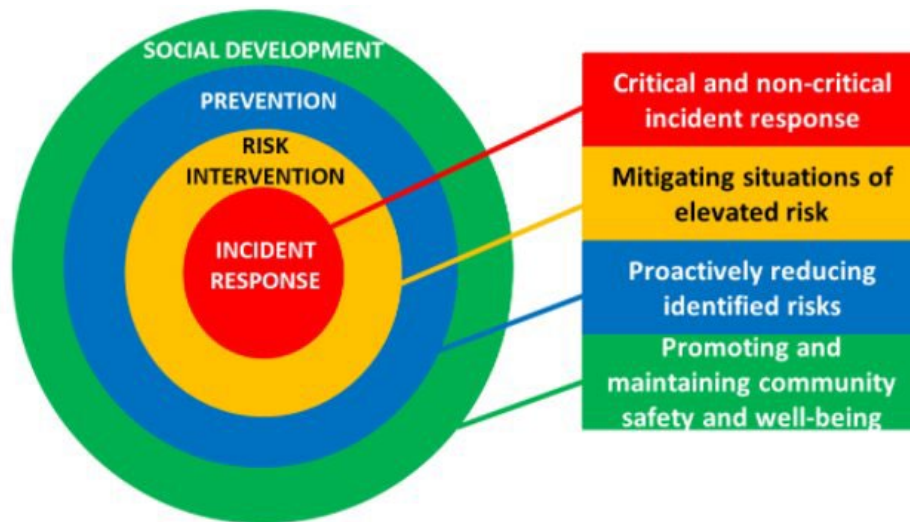 SOCIAL DEVELOPMENT
PREVENTION
RISK
INTERVENTION
INCIDENT
RESPONSE
Critical and non-critical
incident response
Mitigating situations of
elevated risk
Proactively reducing
identified risks
Promoting and
maintaining community
safety and well-being